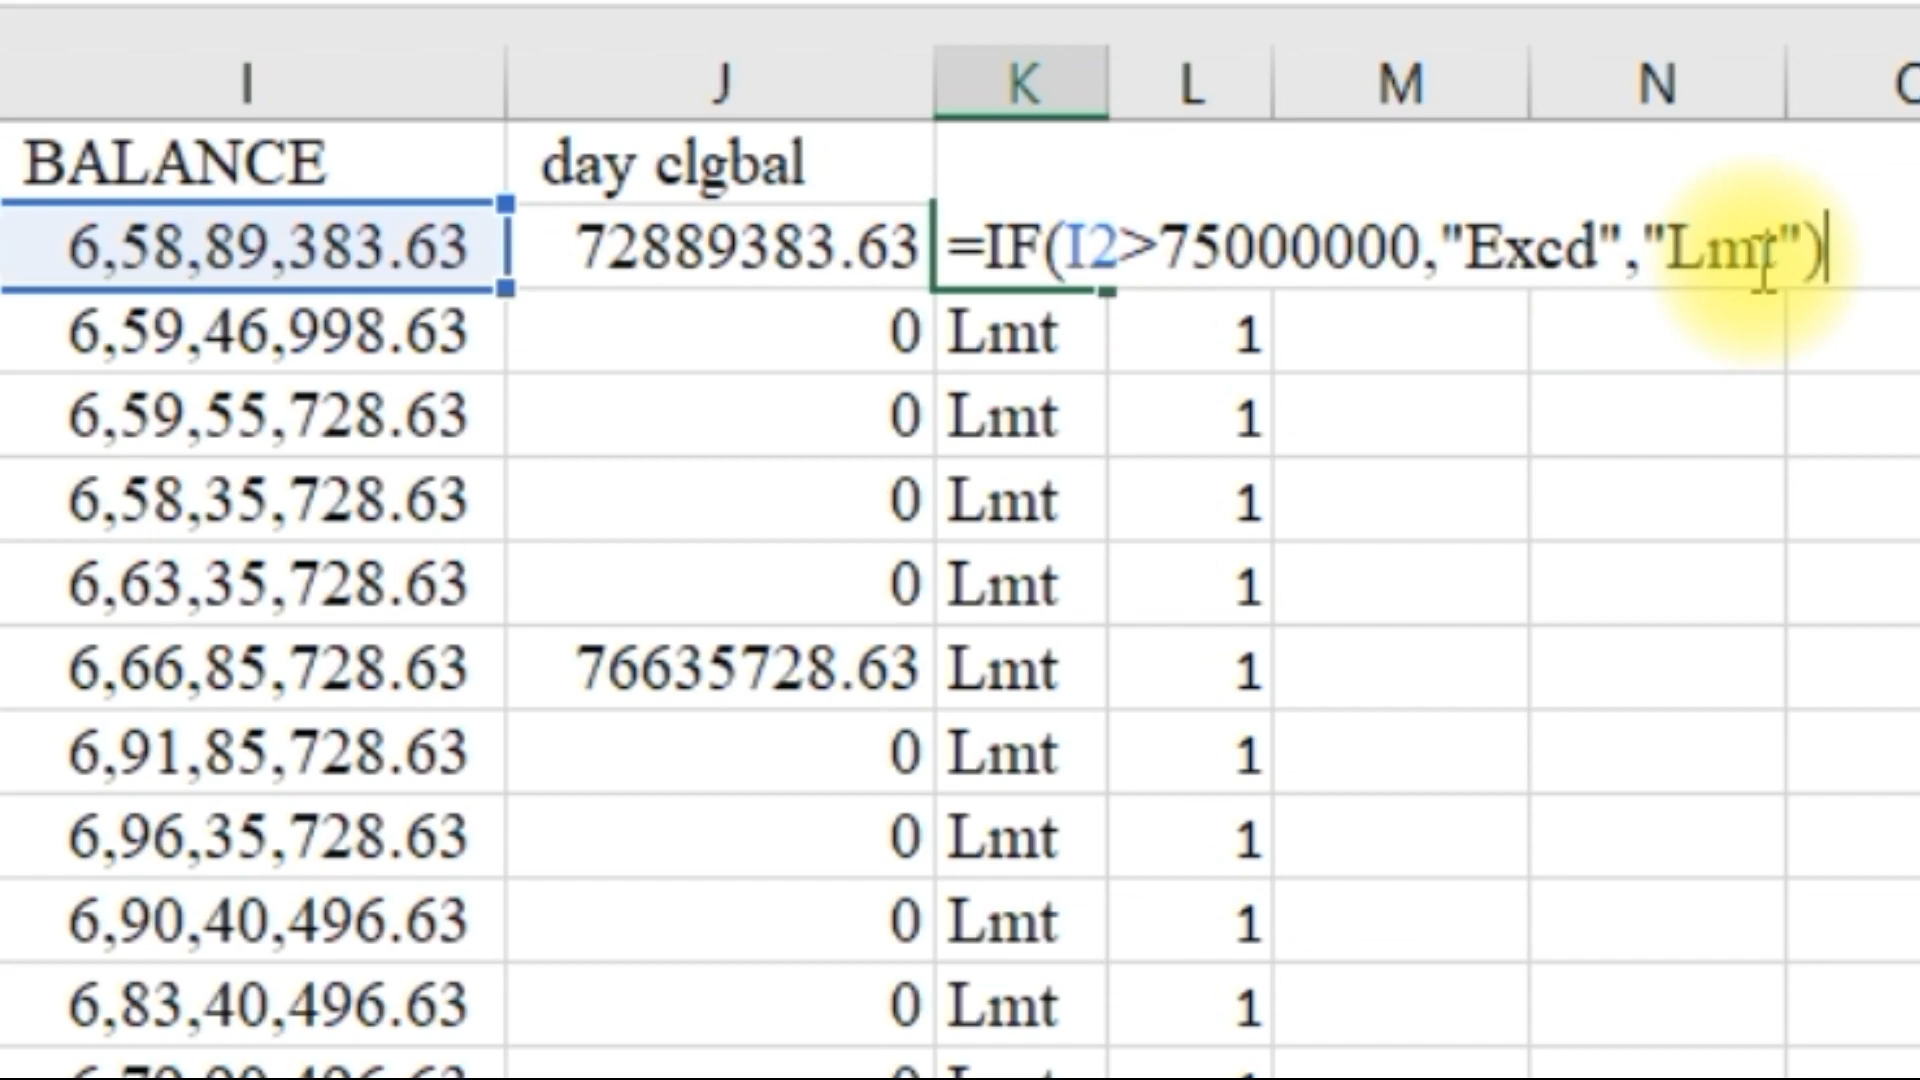 I J K L M N
BALANCE day clgbal
6,58,89,383.63 72889383.63 =IF(I2>75000000,"Excd","Lmt")
6,59,46,998.63 0 Lmt 1
6,59,55,728.63 0 Lmt 1
6,58,35,728.63 0 Lmt 1
6,63,35,728.63 0 Lmt 1
6,66,85,728.63 76635728.63 Lmt 1
6,91,85,728.63 0 Lmt 1
6,96,35,728.63 0 Lmt 1
6,90,40,496.63 0 Lmt 1
6,83,40,496.63 0 Lmt 1